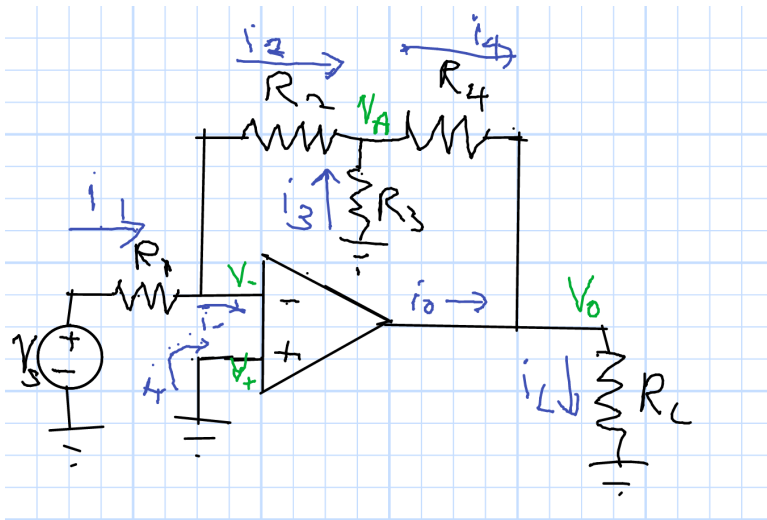 i2
i4
R2
VA
R4
i3
R3
i1
R1
V-
-
i0
V0
i-
+
Vs
-
i+
V+
+
iL
RL